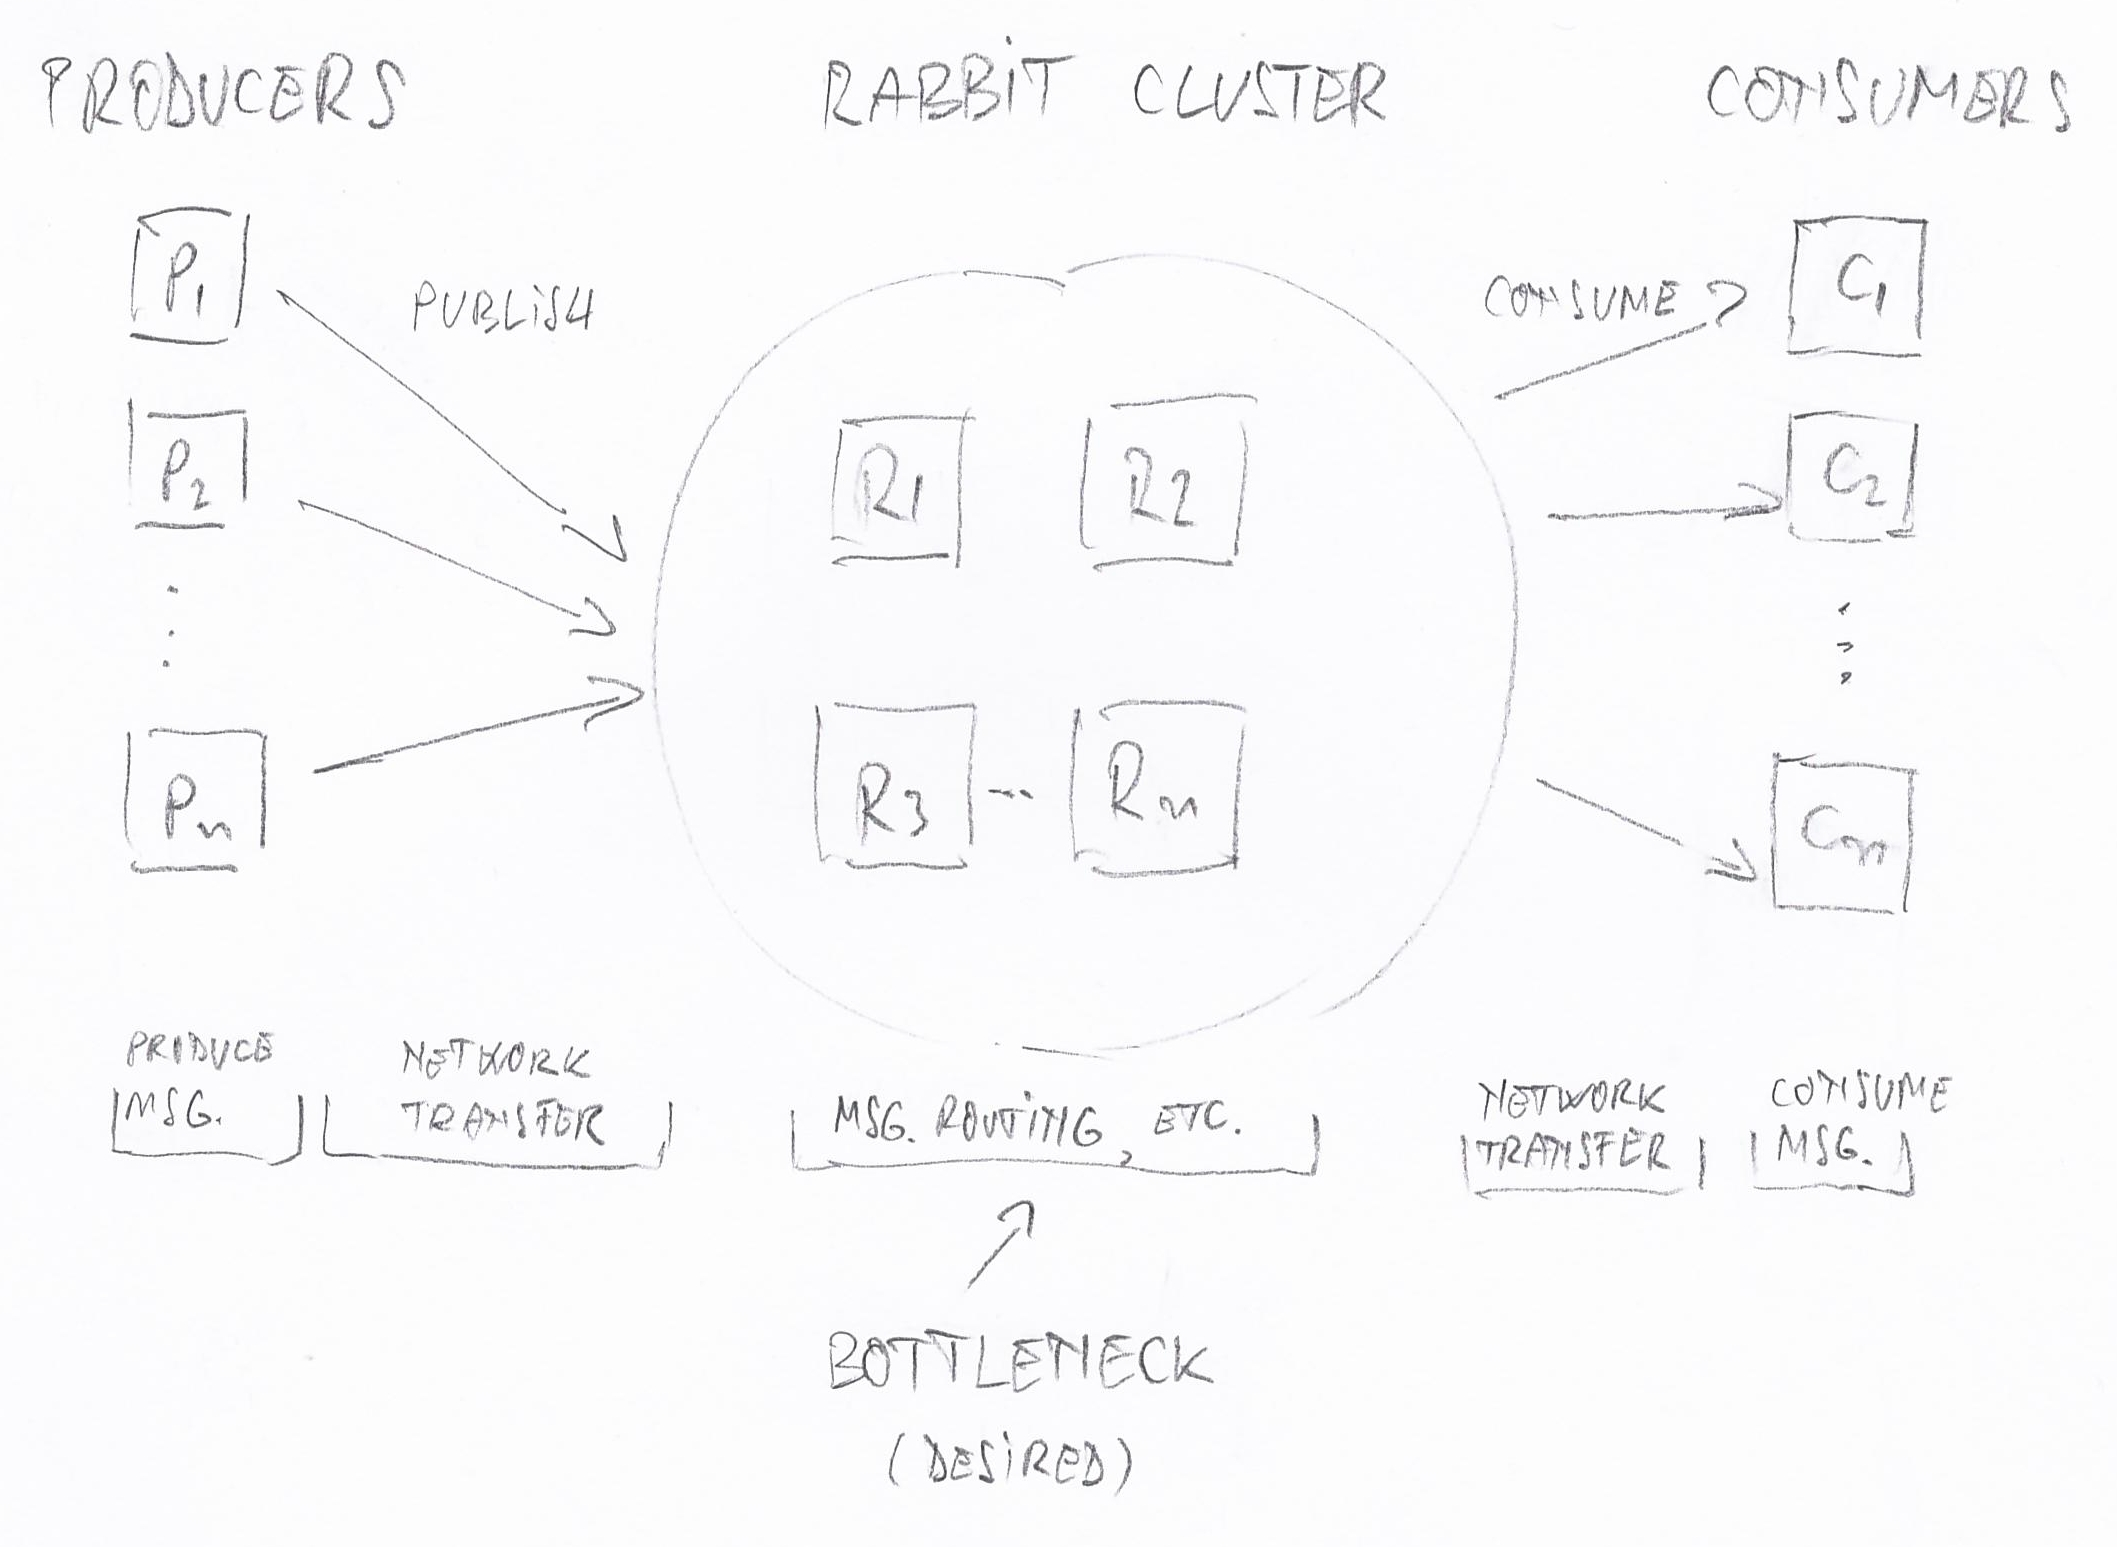 PRODUCERS
RABBiT CLUSTER
CONSUMERS
P1
PUBLiSH
CONSUME
C1
P2
R1
R2
C2
Pn
R3 ...
Rn
Cn
PRODUCE
MSG.
NETWORK
TRANSFER
MSG. ROUTiNG, ETC.
NETWORK
TRANSFER
CONSUME
MSG.
BOTTLENECK
(DESiRED)